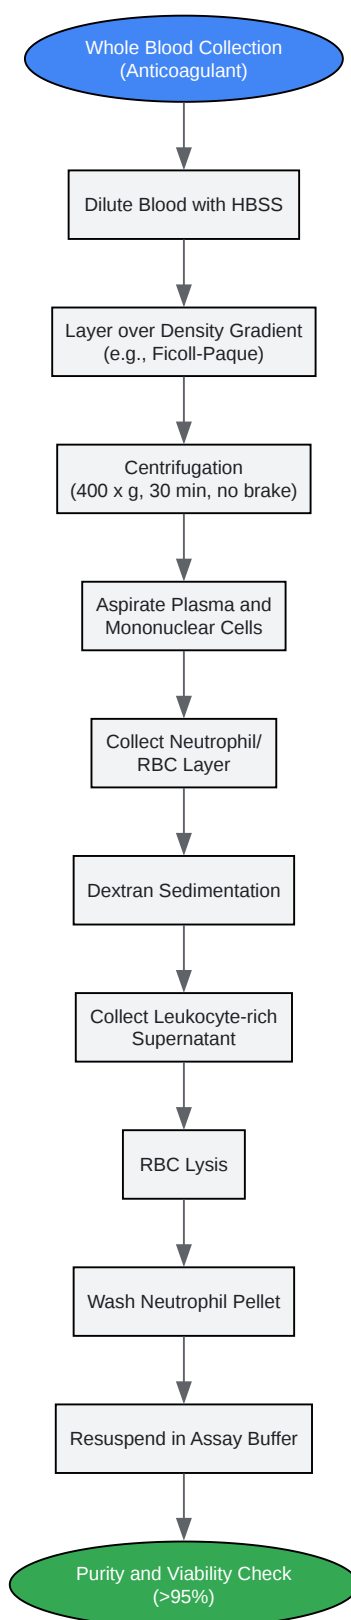 Whole Blood Collection
(Anticoagulant)
Dilute Blood with HBSS
Layer over Density Gradient
(e.g., Ficoll-Paque)
Centrifugation
(400 x g, 30 min, no brake)
Aspirate Plasma and
Mononuclear Cells
Collect Neutrophil/
RBC Layer
Dextran Sedimentation
Collect Leukocyte-rich
Supernatant
RBC Lysis
Wash Neutrophil Pellet
Resuspend in Assay Buffer
Purity and Viability Check
(>95%)